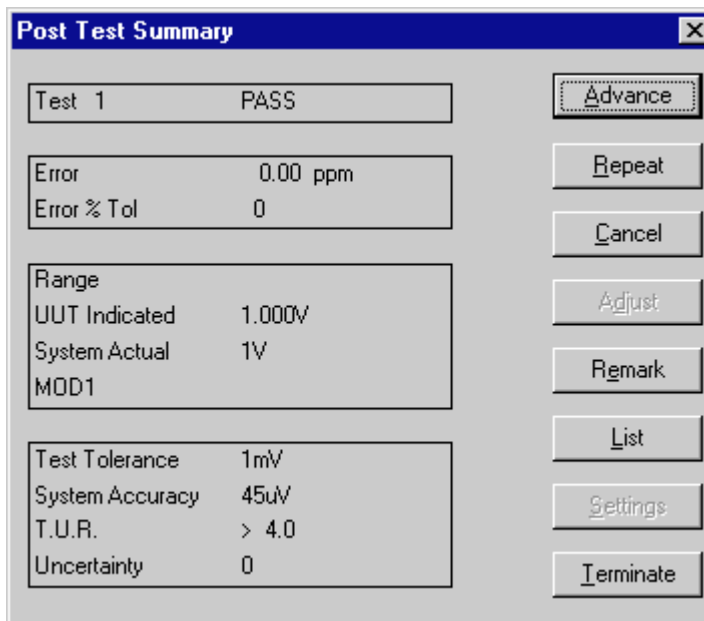 Post Test Summary
Test 1 PASS
Error 0.00 ppm
Error % Tol 0
Range
UUT Indicated 1.000V
System Actual 1V
MOD1
Test Tolerance 1mV
System Accuracy 45uV
T.U.R. > 4.0
Uncertainty 0
Advance
Repeat
Cancel
Adjust
Remark
List
Settings
Terminate